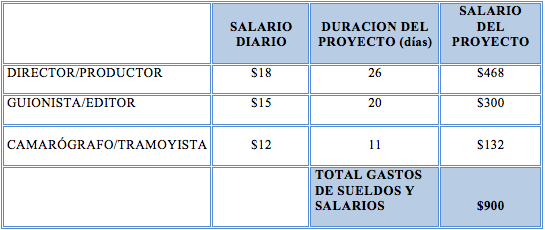 SALARIO DIARIO DURACION DEL PROYECTO (días) SALARIO DEL PROYECTO
DIRECTOR/PRODUCTOR $18 26 $468
GUIONISTA/EDITOR $15 20 $300
CAMARÓGRAFO/TRAMOYISTA $12 11 $132
TOTAL GASTOS DE SUELDOS Y SALARIOS $900